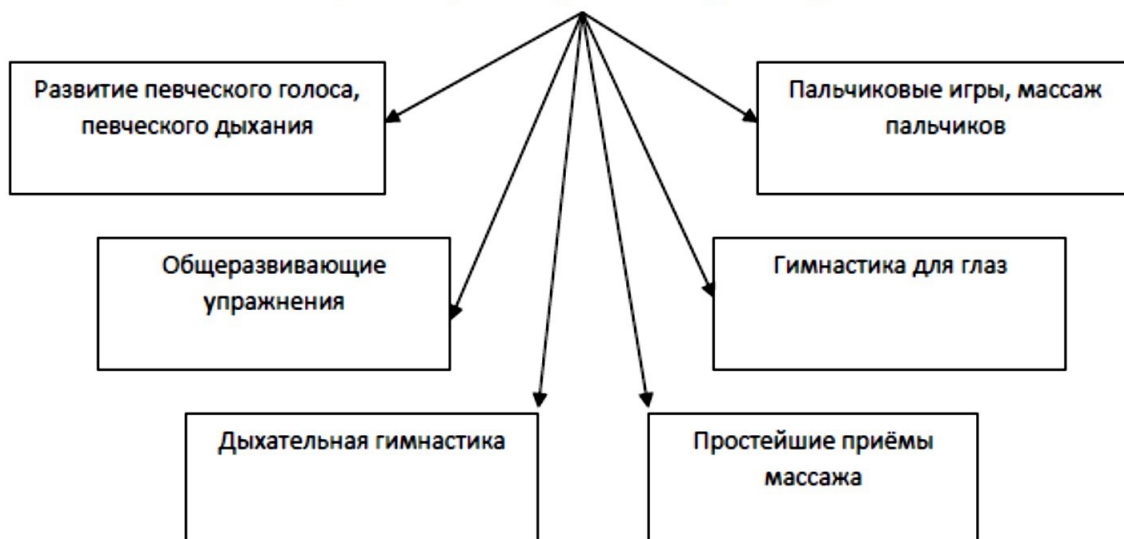 Развитие певческого голоса,
певческого дыхания
Пальчиковые игры, массаж
пальчиков
Общеразвивающие
упражнения
Гимнастика для глаз
Дыхательная гимнастика
Простейшие приёмы
массажа